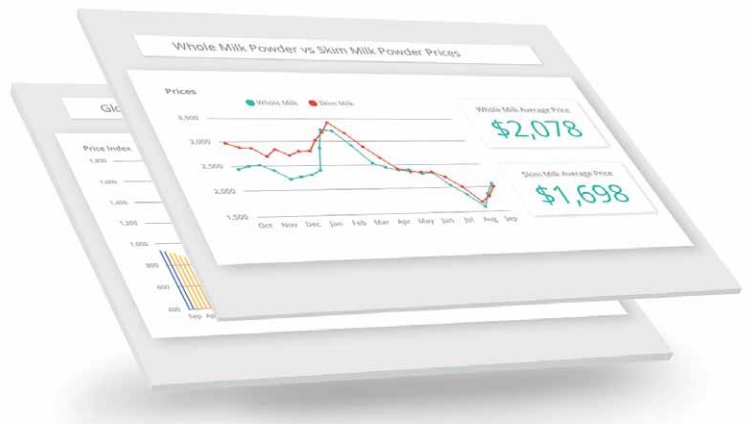 Whole Milk Powder vs Skim Milk Powder Prices
Prices
Whole Milk Skim Milk
3,500
3,000
2,500
2,000
1,500
Oct Nov Dec Jan Feb Mar Apr May Jan Jul Aug Sep
Whole Milk Average Price
$2,078
Skim Milk Average Price
$1,698
Glo
Price Index
1,800
1,600
1,400
1,200
1,000
800
600
400
Sep Ap